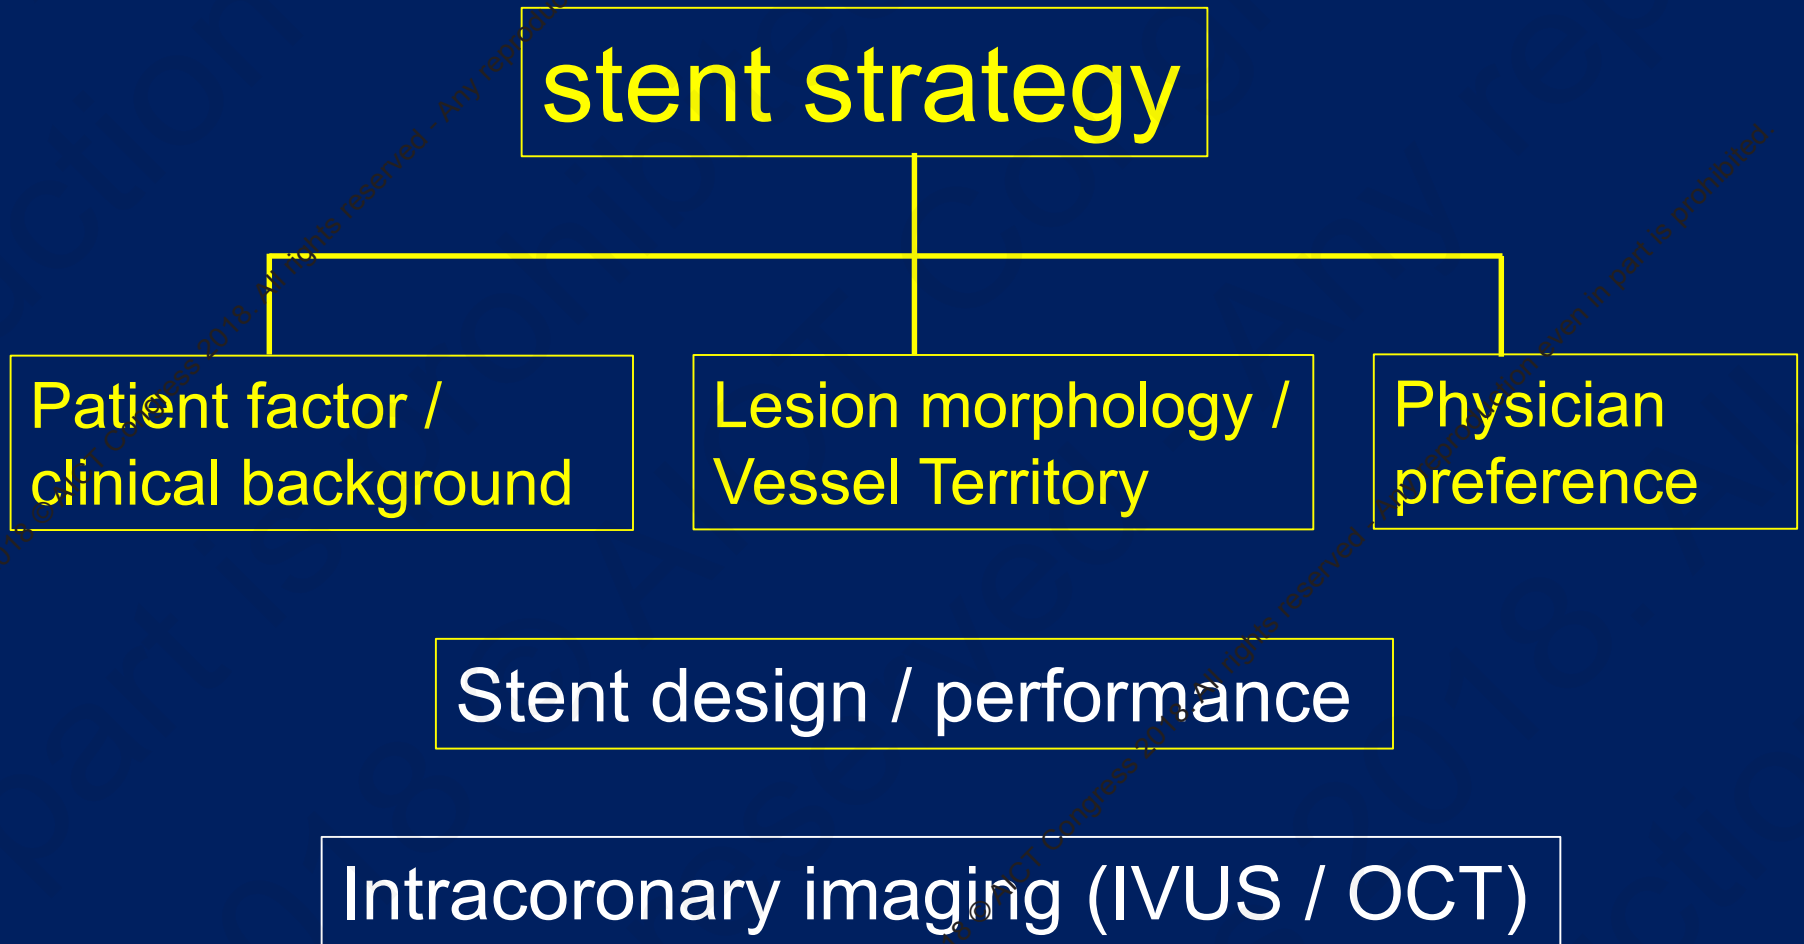 stent strategy
Patient factor /
clinical background
Lesion morphology /
Vessel Territory
Physician
preference
Stent design / performance
Intracoronary imaging (IVUS / OCT)